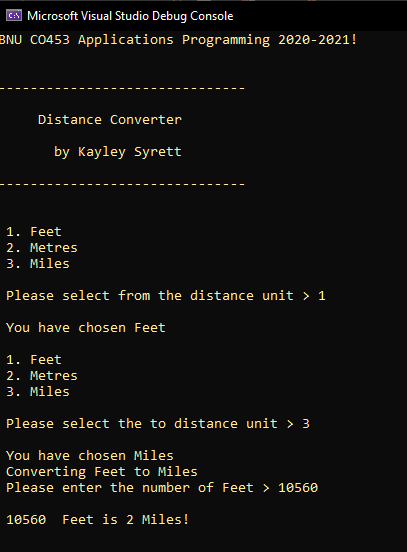 Microsoft Visual Studio Debug Console
BNU CO453 Applications Programming 2020-2021!
-------------------------------
Distance Converter
by Kayley Syrett
-------------------------------
1. Feet
2. Metres
3. Miles
Please select from the distance unit > 1
You have chosen Feet
1. Feet
2. Metres
3. Miles
Please select the to distance unit > 3
You have chosen Miles
Converting Feet to Miles
Please enter the number of Feet > 10560
10560  Feet is 2 Miles!